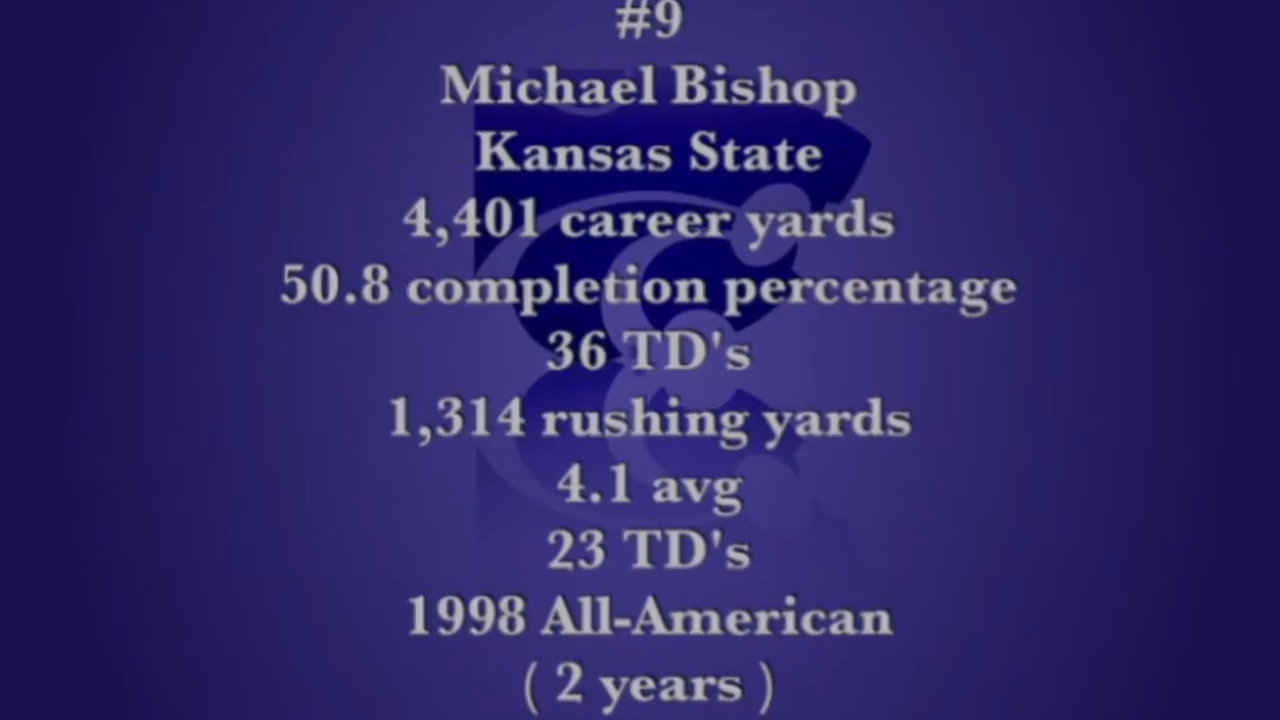 #9
Michael Bishop
Kansas State
4,401 career yards
50.8 completion percentage
36 TD's
1,314 rushing yards
4.1 avg
23 TD's
1998 All-American
( 2 years )